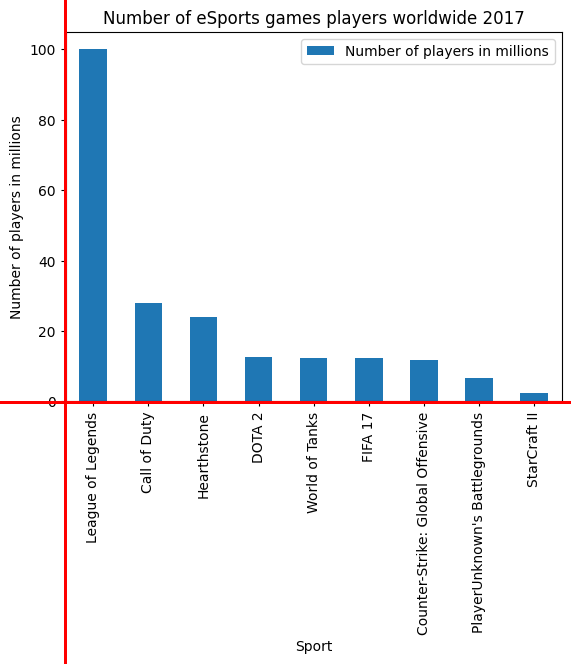 Number of eSports games players worldwide 2017
Number of players in millions
Number of players in millions
100
80
60
40
20
0
League of Legends
Call of Duty
Hearthstone
DOTA 2
World of Tanks
FIFA 17
Counter-Strike: Global Offensive
PlayerUnknown's Battlegrounds
StarCraft II
Sport